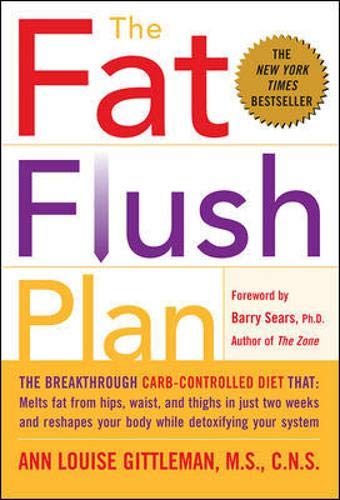 The
Fat
THE
NEW YORK
TIMES
BESTSELLER
Flush
Plan
Foreword by
Barry Sears, Ph.D.
Author of The Zone
THE BREAKTHROUGH CARB-CONTROLLED DIET THAT:
Melts fat from hips, waist, and thighs in just two weeks
and reshapes your body while detoxifying your system
ANN LOUISE GITTLEMAN, M.S., C.N.S.